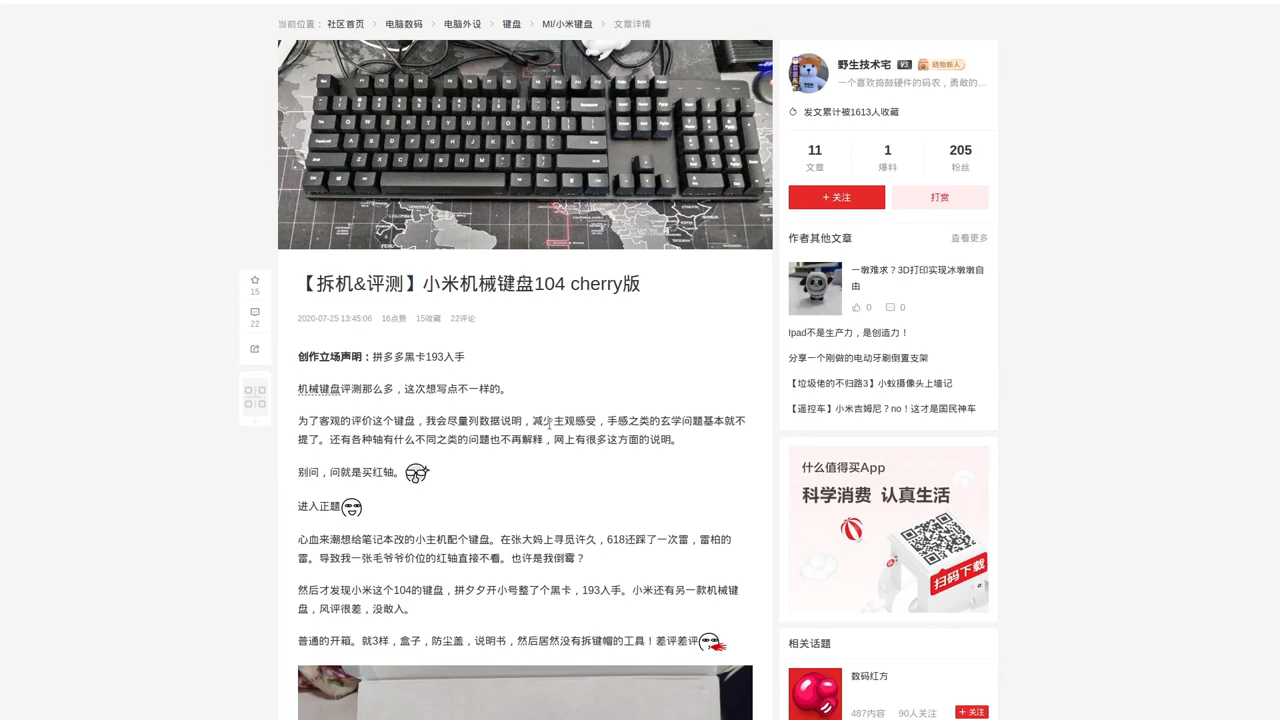 当前位置： 社区首页 > 电脑数码 > 电脑外设 > 键盘 > MI/小米键盘 > 文章详情
15
22
【拆机&评测】小米机械键盘104 cherry版
2020-07-25 13:45:06 16点赞 15收藏 22评论
创作立场声明：拼多多黑卡193入手
机械键盘评测那么多，这次想写点不一样的。
为了客观的评价这个键盘，我会尽量列数据说明，减少主观感受，手感之类的玄学问题基本就不
提了。还有各种轴有什么不同之类的问题也不再解释，网上有很多这方面的说明。
别问，问就是买红轴。
进入正题
心血来潮想给笔记本改的小主机配个键盘。在张大妈上寻觅许久，618还踩了一次雷，雷柏的
雷。导致我一张毛爷爷价位的红轴直接不看。也许是我倒霉？
然后才发现小米这个104的键盘，拼夕夕开小号整了个黑卡，193入手。小米还有另一款机械键
盘，风评很差，没敢入。
普通的开箱。就3样，盒子，防尘盖，说明书，然后居然没有拆键帽的工具！差评差评
野生技术宅 V3
一个喜欢捣鼓硬件的码农，勇敢的...
发文累计被1613人收藏
11 1 205
文章 爆料 粉丝
+ 关注 打赏
作者其他文章 查看更多
一墩难求？3D打印实现冰墩墩自
由
0 0
Ipad不是生产力，是创造力！
分享一个刚做的电动牙刷倒置支架
【垃圾佬的不归路3】小蚁摄像头上墙记
【遥控车】小米吉姆尼？no！这才是国民神车
什么值得买App
科学消费 认真生活
扫码下载
相关话题
数码红方
487内容 90人关注 + 关注